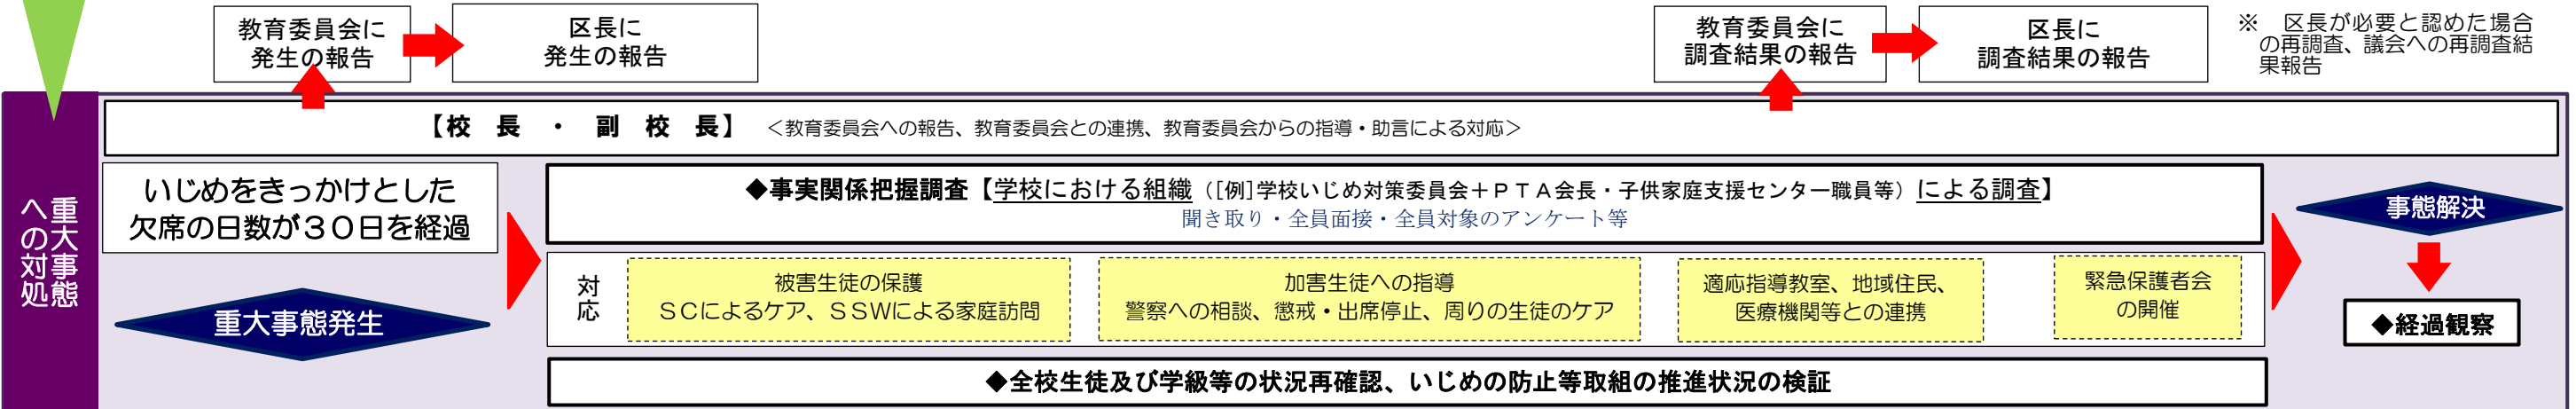 教育委員会に
発生の報告
区長に
発生の報告
教育委員会に
調査結果の報告
区長に
調査結果の報告
※　区長が必要と認めた場合
の再調査、議会への再調査結
果報告
重大事態
への対処
【校　長　・　副　校　長】　＜教育委員会への報告、教育委員会との連携、教育委員会からの指導・助言による対応＞
いじめをきっかけとした
欠席の日数が３０日を経過
重大事態発生
◆事実関係把握調査【学校における組織（[例]学校いじめ対策委員会＋ＰＴＡ会長・子供家庭支援センター職員等）による調査】
聞き取り・全員面接・全員対象のアンケート等
対応
被害生徒の保護
ＳＣによるケア、ＳＳＷによる家庭訪問
加害生徒への指導
警察への相談、懲戒・出席停止、周りの生徒のケア
適応指導教室、地域住民、
医療機関等との連携
緊急保護者会
の開催
◆全校生徒及び学級等の状況再確認、いじめの防止等取組の推進状況の検証
事態解決
◆経過観察